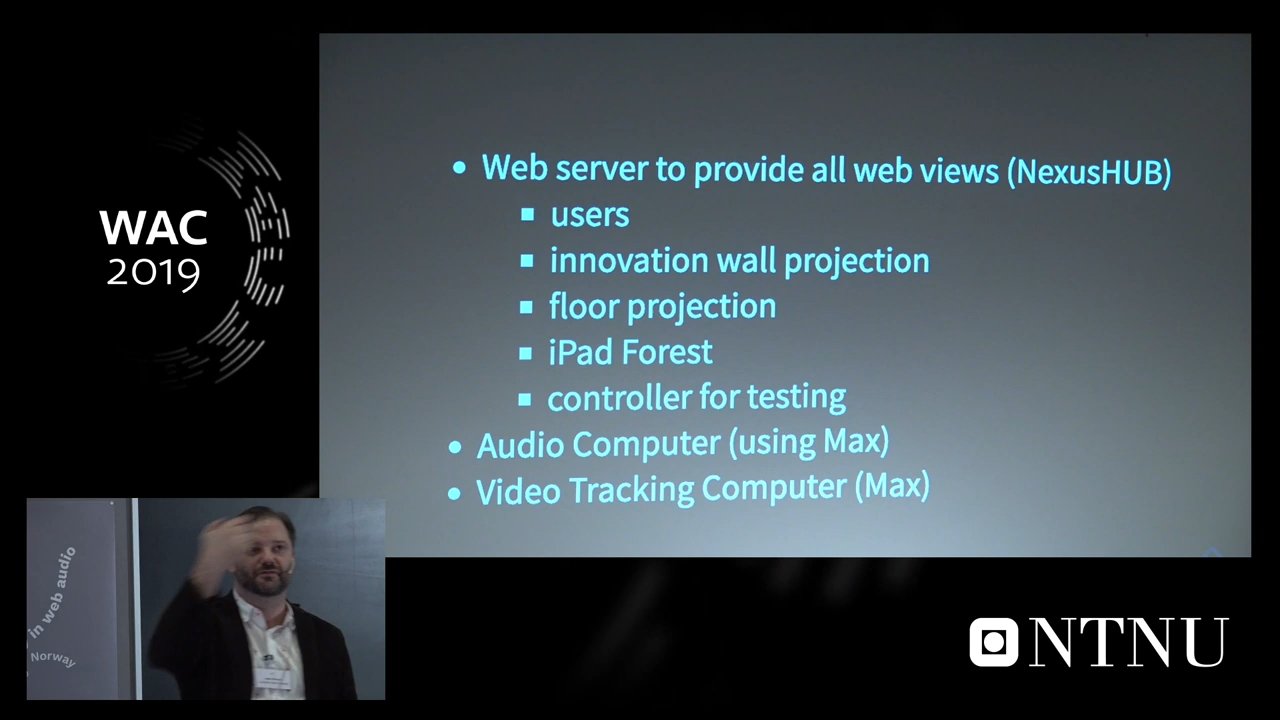 WAC
2019
• Web server to provide all web views (NexusHUB)
▪ users
▪ innovation wall projection
▪ floor projection
▪ iPad Forest
▪ controller for testing
• Audio Computer (using Max)
• Video Tracking Computer (Max)
in web audio
Norway
NTNU